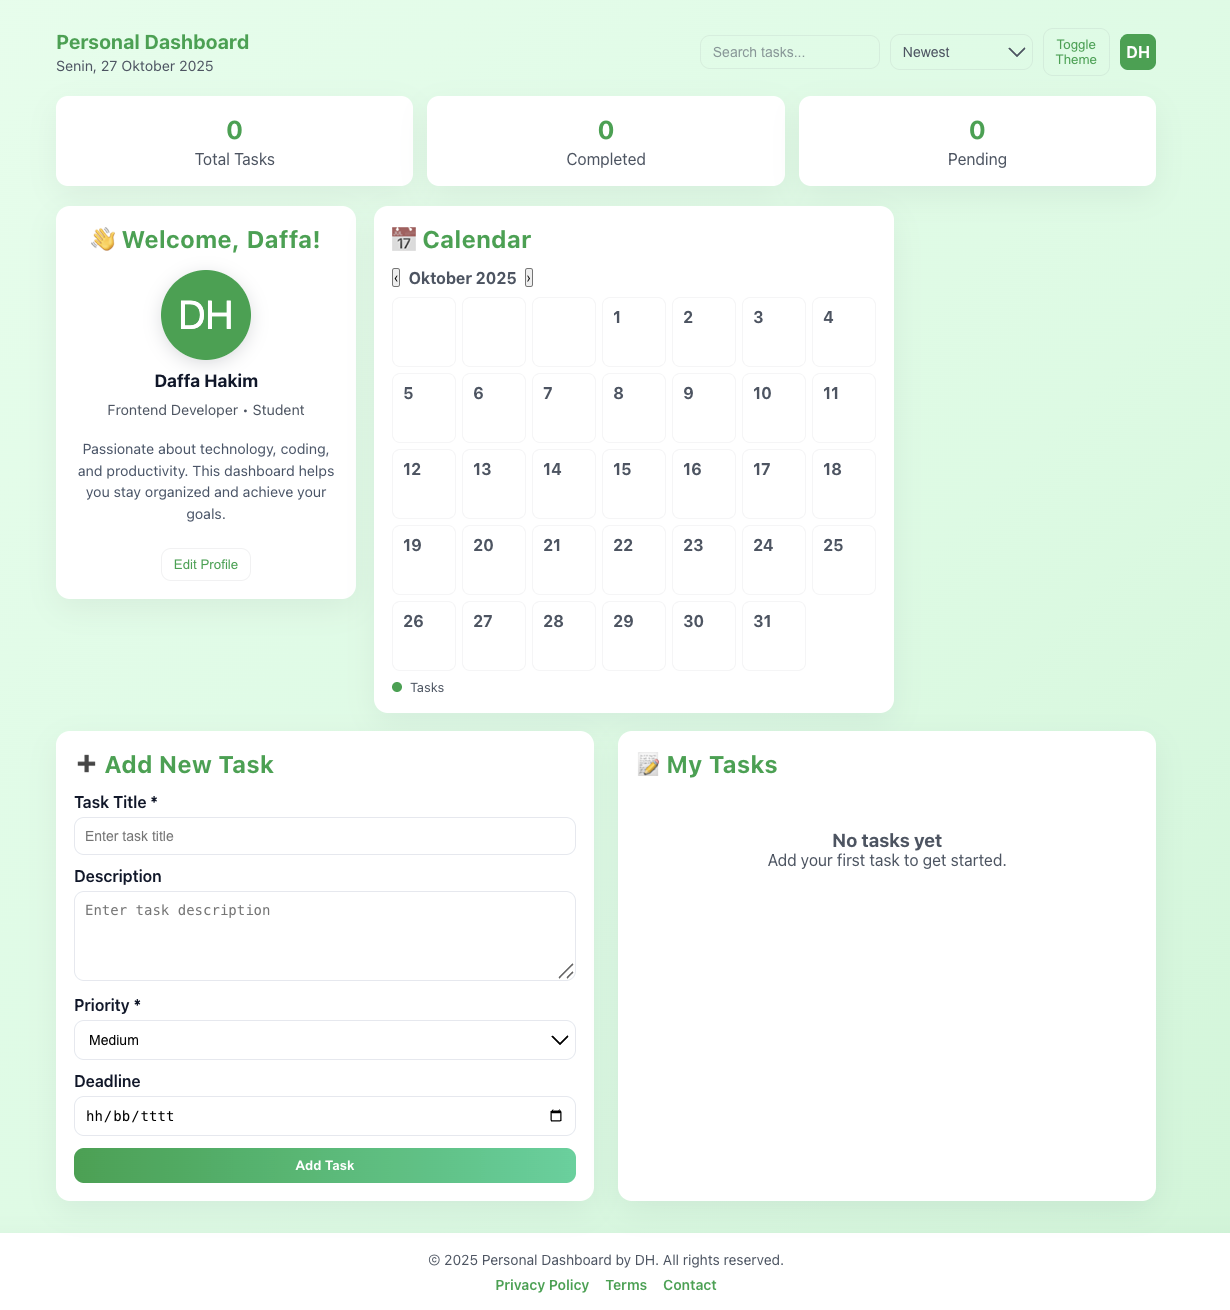 Personal Dashboard
Senin, 27 Oktober 2025
Search tasks...
Newest
Toggle
Theme
DH
0
Total Tasks
0
Completed
0
Pending
👋 Welcome, Daffa!
DH
Daffa Hakim
Frontend Developer • Student
Passionate about technology, coding,
and productivity. This dashboard helps
you stay organized and achieve your
goals.
Edit Profile
📅 Calendar
‹ Oktober 2025 ›
1 2 3 4
5 6 7 8 9 10 11
12 13 14 15 16 17 18
19 20 21 22 23 24 25
26 27 28 29 30 31
Tasks
➕ Add New Task
Task Title *
Enter task title
Description
Enter task description
Priority *
Medium
Deadline
hh/bb/tttt
Add Task
📝 My Tasks
No tasks yet
Add your first task to get started.
© 2025 Personal Dashboard by DH. All rights reserved.
Privacy Policy Terms Contact